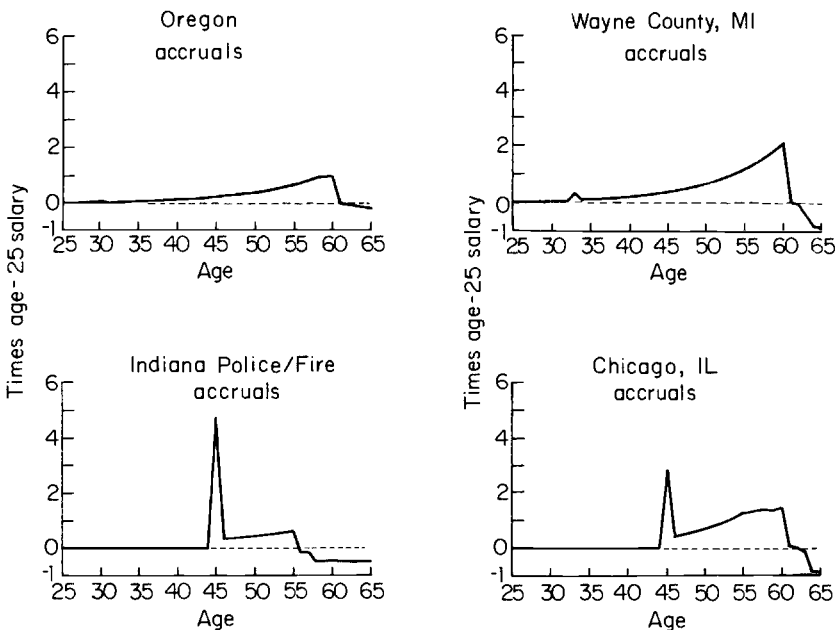 Oregon
accruals
6
4
2
0
-1
25 30 35 40 45 50 55 60 65
Age
Wayne County, MI
accruals
6
4
2
0
-1
25 30 35 40 45 50 55 60 65
Age
Times age-25 salary
Times age-25 salary
Indiana Police/Fire
accruals
6
4
2
0
-1
25 30 35 40 45 50 55 60 65
Age
Chicago, IL
accruals
6
4
2
0
-1
25 30 35 40 45 50 55 60 65
Age